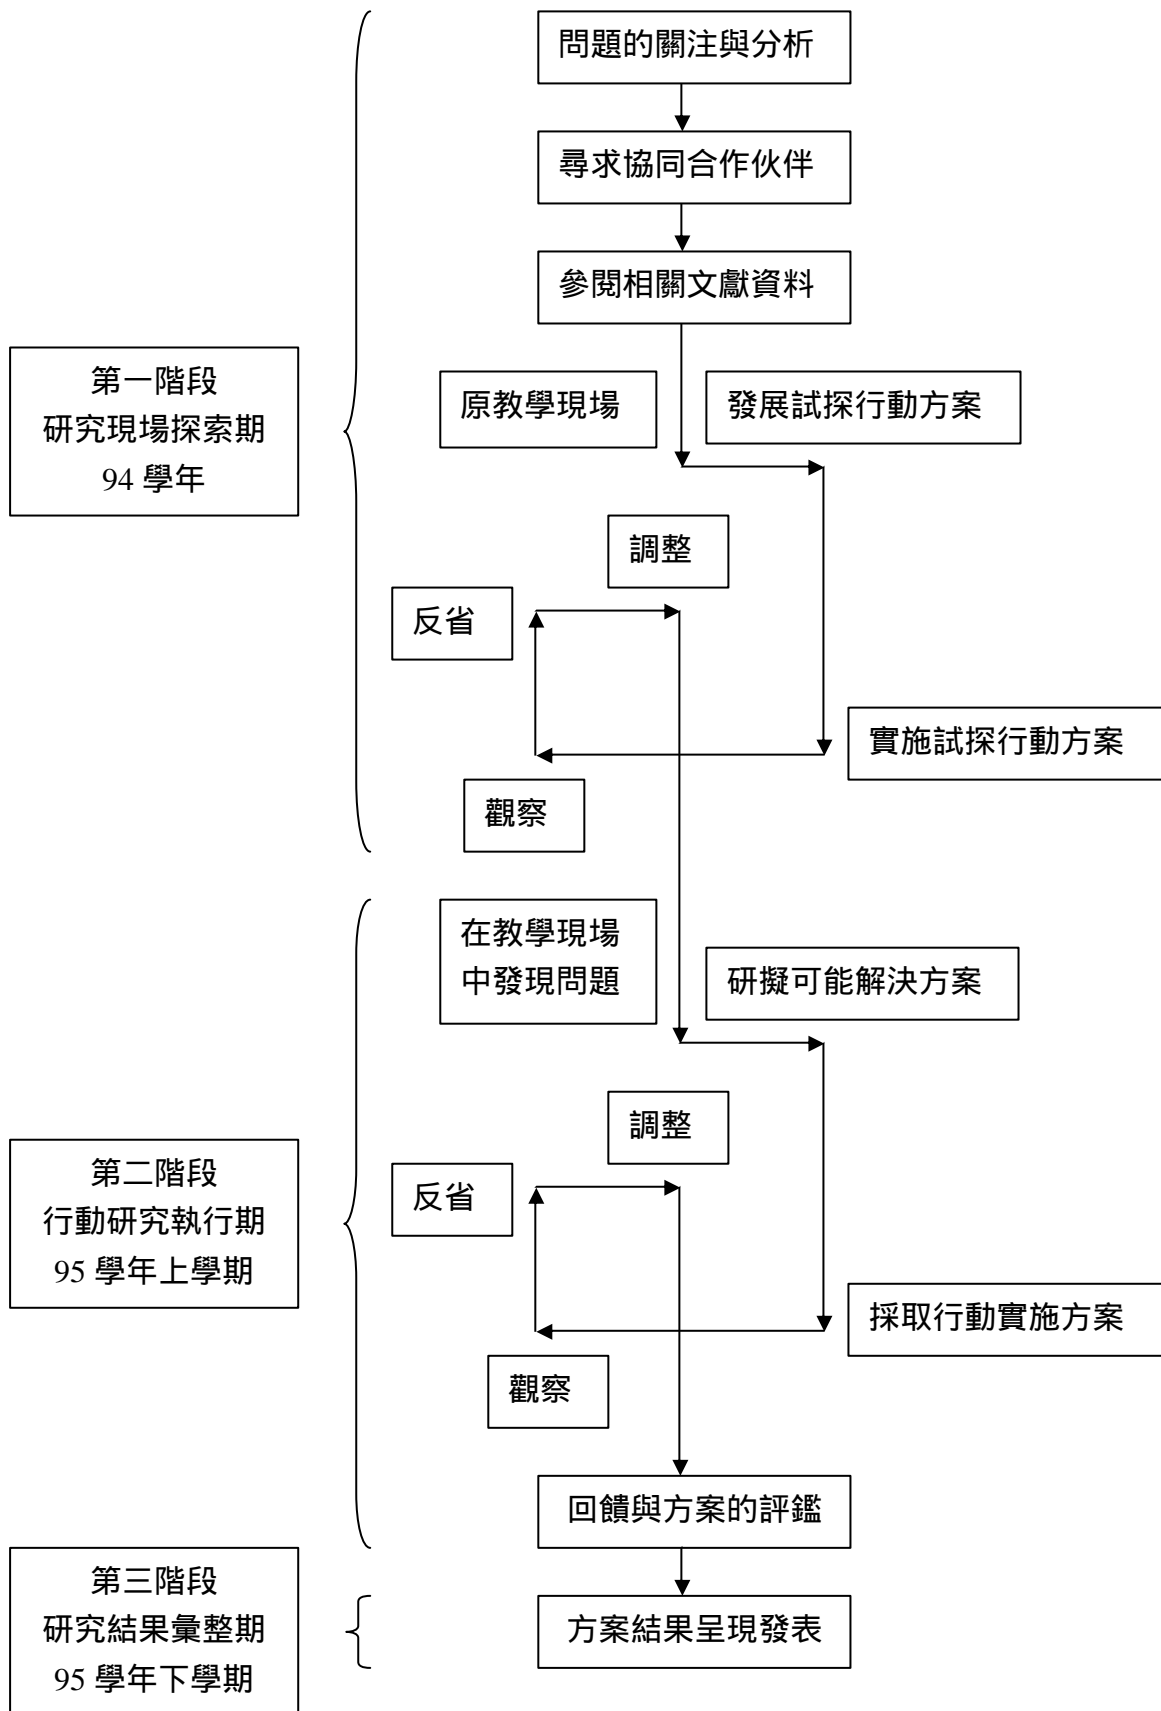 問題的關注與分析
尋求協同合作伙伴
參閱相關文獻資料
第一階段
研究現場探索期
94 學年
原教學現場
發展試探行動方案
調整
反省
實施試探行動方案
觀察
在教學現場
中發現問題
研擬可能解決方案
調整
第二階段
行動研究執行期
95 學年上學期
反省
採取行動實施方案
觀察
回饋與方案的評鑑
第三階段
研究結果彙整期
95 學年下學期
方案結果呈現發表